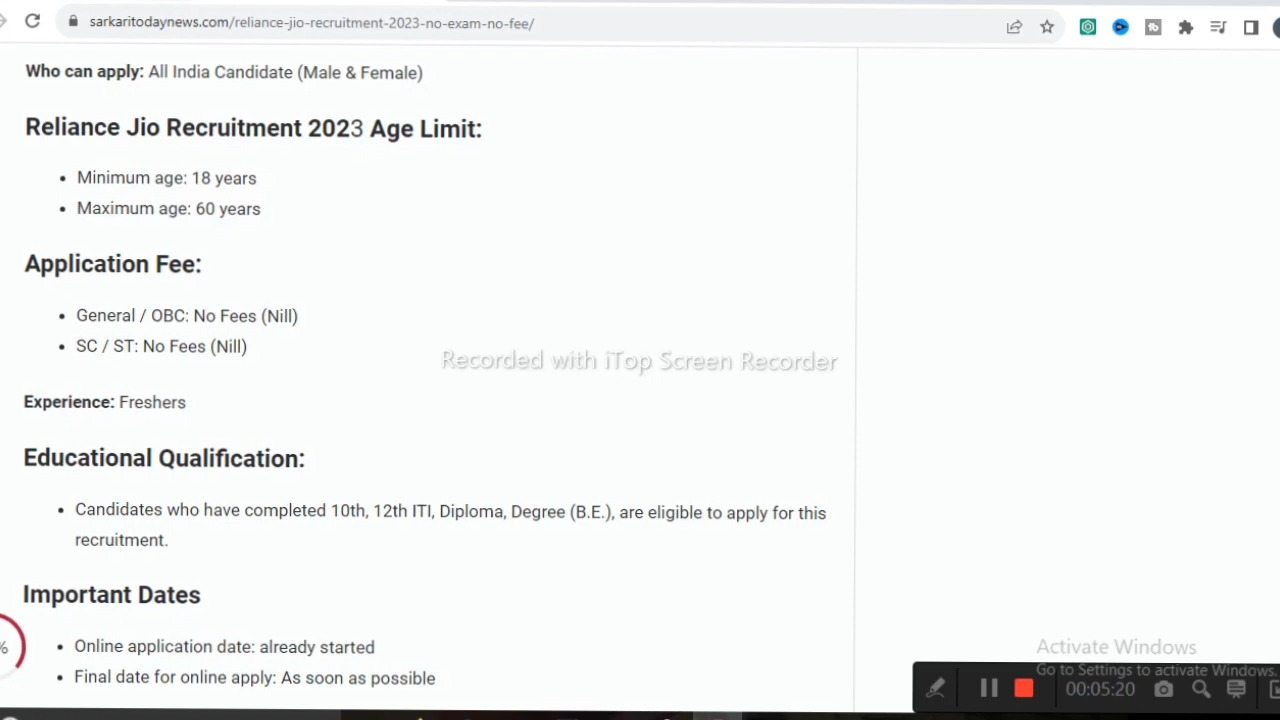 sarkaritodaynews.com/reliance-jio-recruitment-2023-no-exam-no-fee/
Who can apply: All India Candidate (Male & Female)
Reliance Jio Recruitment 2023 Age Limit:
• Minimum age: 18 years
• Maximum age: 60 years
Application Fee:
• General / OBC: No Fees (Nill)
• SC / ST: No Fees (Nill)
Recorded with iTop Screen Recorder
Experience: Freshers
Educational Qualification:
• Candidates who have completed 10th, 12th ITI, Diploma, Degree (B.E.), are eligible to apply for this
recruitment.
Important Dates
%
• Online application date: already started
• Final date for online apply: As soon as possible
Activate Windows
Go to Settings to activate Windows.
00:05:20